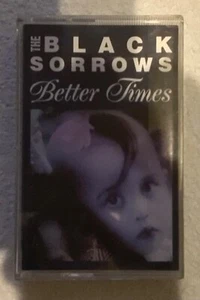 THE BLACK
SORROWS
Better Times